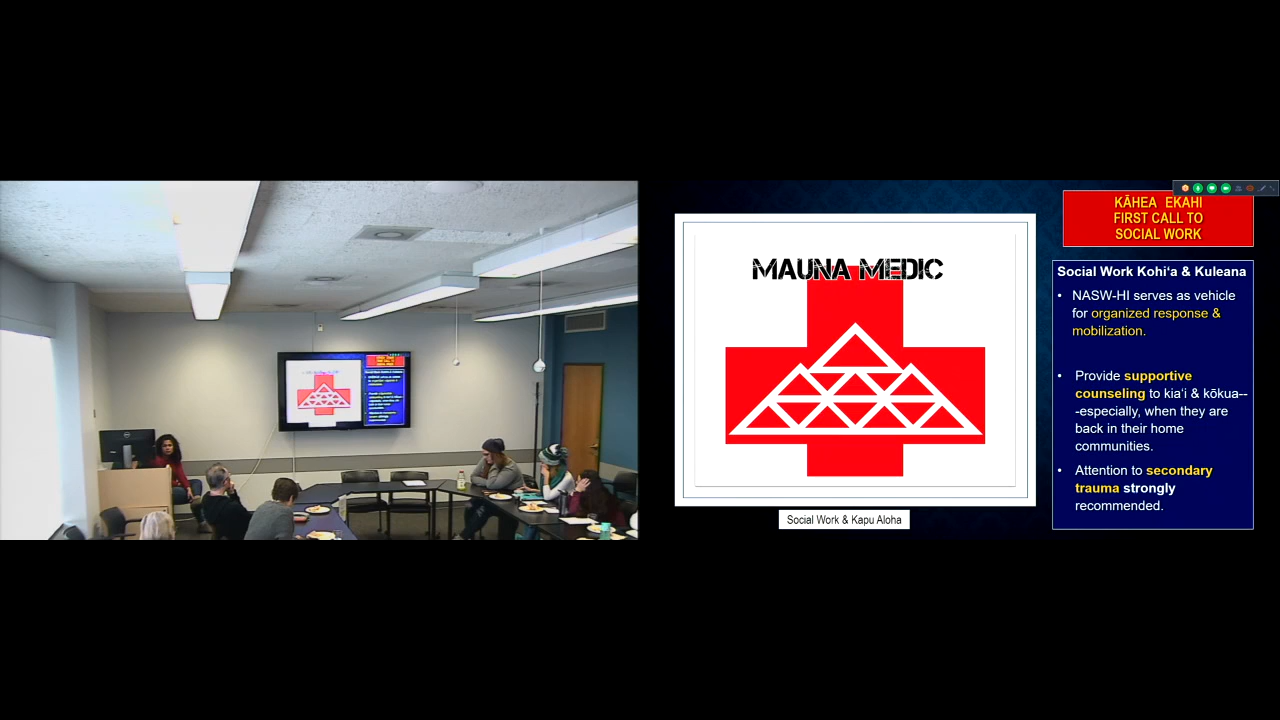 MAUNA MEDIC
Social Work & Kapu Aloha
KĀHEA EKAHI
FIRST CALL TO
SOCIAL WORK
Social Work Kohiʻa & Kuleana
• NASW-HI serves as vehicle
for organized response &
mobilization.
• Provide supportive
counseling to kiaʻi & kōkua--
-especially, when they are
back in their home
communities.
• Attention to secondary
trauma strongly
recommended.